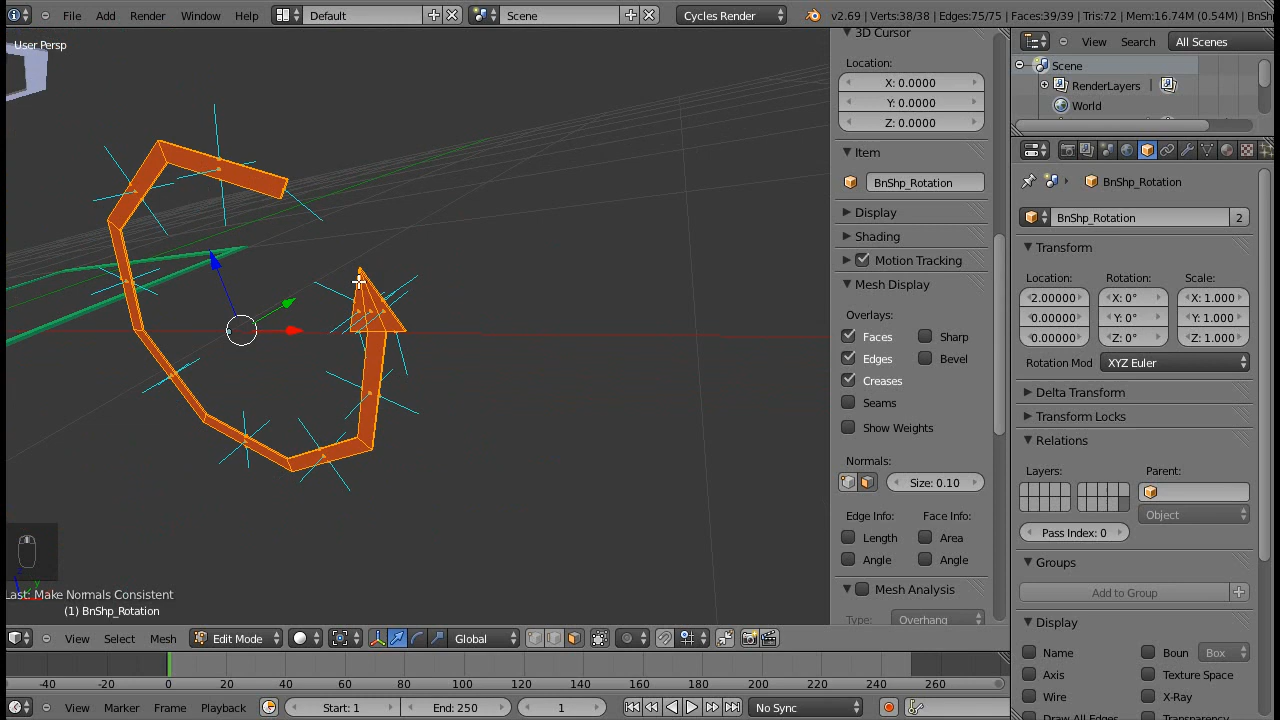 File Add Render Window Help Default Scene Cycles Render v2.69 | Verts:38/38 | Edges:75/75 | Faces:39/39 | Tris:72 | Mem:16.74M (0.54M) | BnSh
User Persp
3D Cursor
Location:
X: 0.0000
Y: 0.0000
Z: 0.0000
Item
BnShp_Rotation
Display
Shading
Motion Tracking
Mesh Display
Overlays:
Faces Sharp
Edges Bevel
Creases
Seams
Show Weights
Normals:
Size: 0.10
Edge Info: Face Info:
Length Area
Angle Angle
Mesh Analysis
Type: Overhang
View Search All Scenes
Scene
RenderLayers |
World
BnShp_Rotation
BnShp_Rotation 2
Transform
Location: Rotation: Scale:
2.00000 X: 0° X: 1.000
0.00000 Y: 0° Y: 1.000
0.00000 Z: 0° Z: 1.000
Rotation Mod XYZ Euler
Delta Transform
Transform Locks
Relations
Layers: Parent:
Object
Pass Index: 0
Groups
Add to Group
Display
Name Boun Box
Axis Texture Space
Wire X-Ray
Draw All Edges Transparency
Last: Make Normals Consistent
(1) BnShp_Rotation
View Select Mesh Edit Mode Global
-40 -20 0 20 40 60 80 100 120 140 160 180 200 220 240 260
View Marker Frame Playback Start: 1 End: 250 1 No Sync